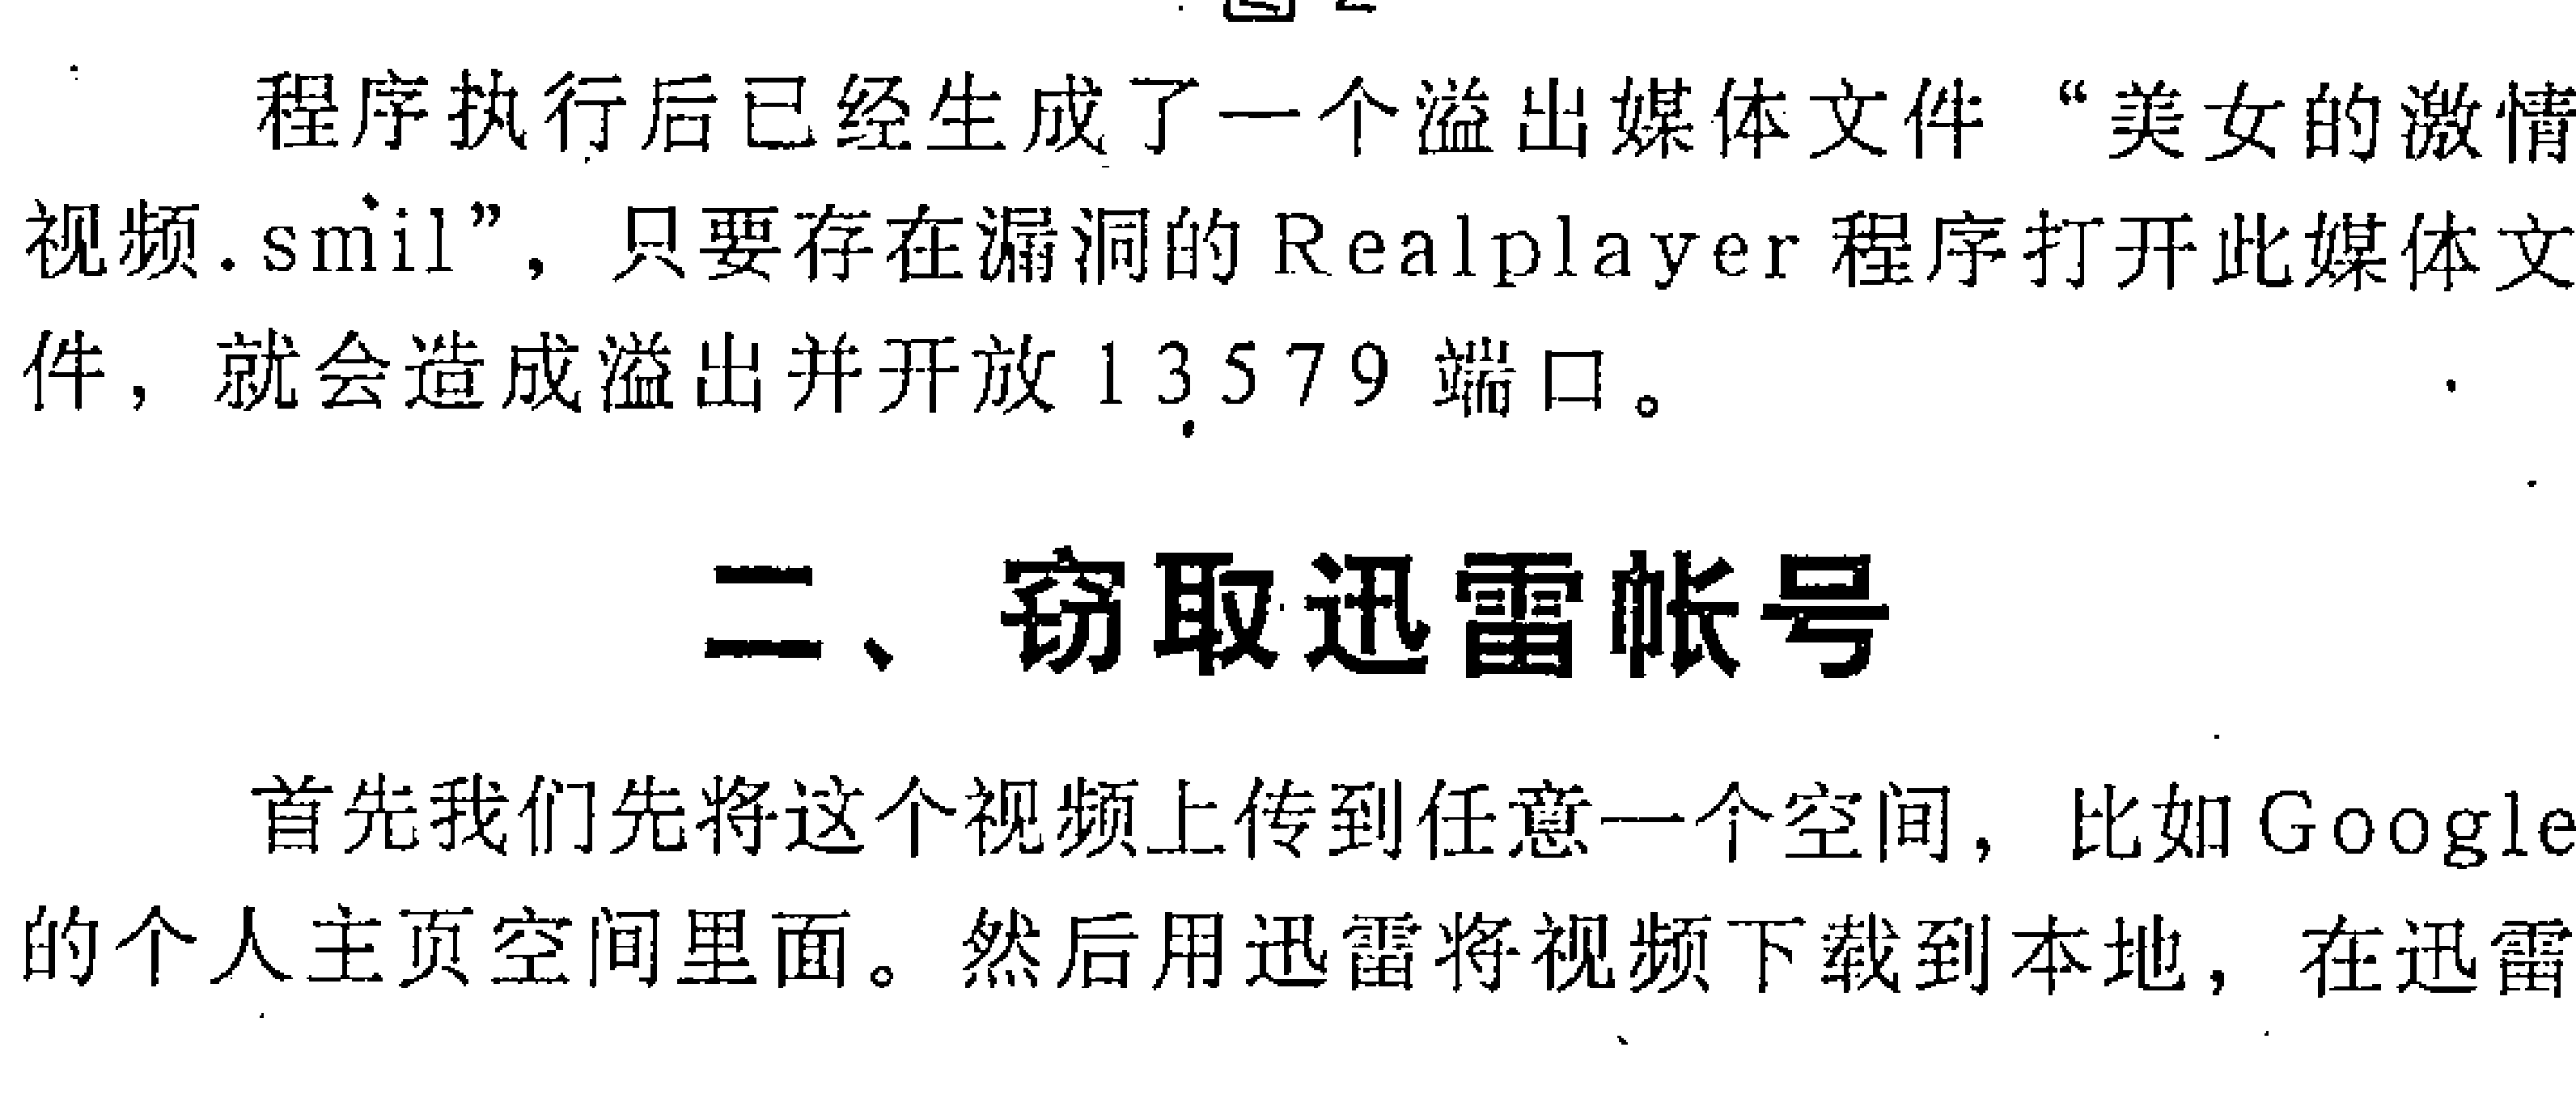 程序执行后已经生成了一个溢出媒体文件“美女的激情
视频.smil”，只要存在漏洞的Realplayer程序打开此媒体文
件，就会造成溢出并开放13579端口。
二、窃取迅雷帐号
首先我们先将这个视频上传到任意一个空间，比如Google
的个人主页空间里面。然后用迅雷将视频下载到本地，在迅雷